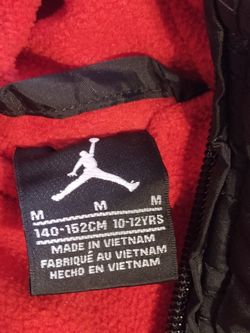 M M M
140-152CM 10-12YRS
MADE IN VIETNAM
FABRIQUÉ AU VIETNAM
HECHO EN VIETNAM